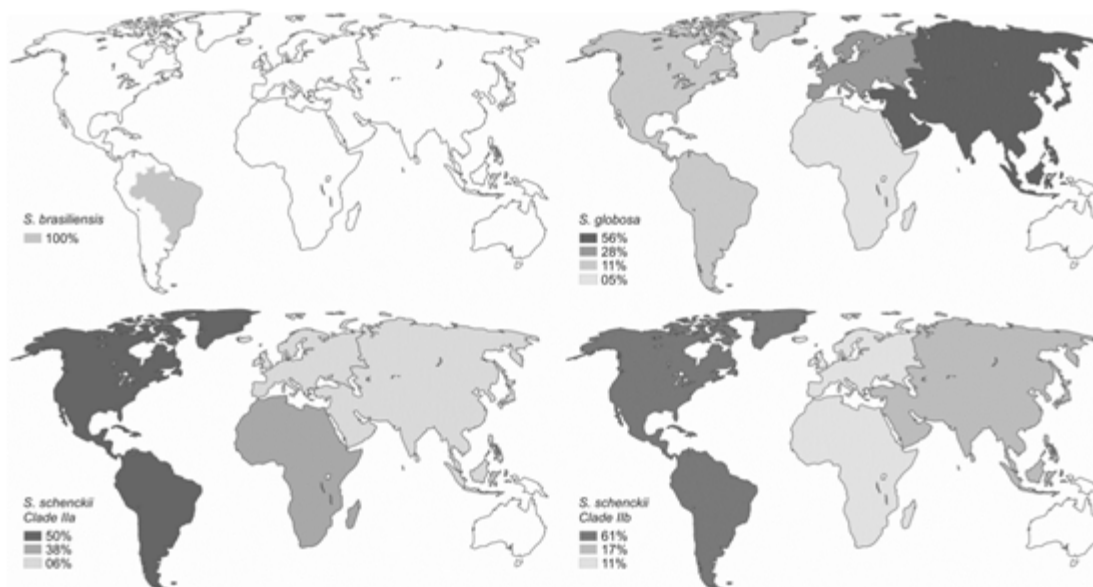 S. brasiliensis
100%
S. globosa
56%
28%
11%
05%
S. schenckii
Clade IIa
50%
38%
06%
S. schenckii
Clade IIb
61%
17%
11%